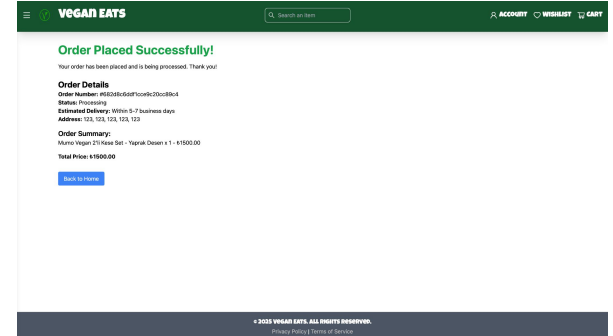 VEGAN EATS
Search an item
ACCOUNT
WISHLIST
CART
Order Placed Successfully!
Your order has been placed and is being processed. Thank you!
Order Details
Order Number: #682d8c6ddf1cce9c20cc89c4
Status: Processing
Estimated Delivery: Within 5-7 business days
Address: 123, 123, 123, 123, 123
Order Summary:
Mumo Vegan 2'li Kese Set - Yaprak Desen x 1 - ₺1500.00
Total Price: ₺1500.00
Back to Home
© 2025 VEGAN EATS. ALL RIGHTS RESERVED.
Privacy Policy | Terms of Service